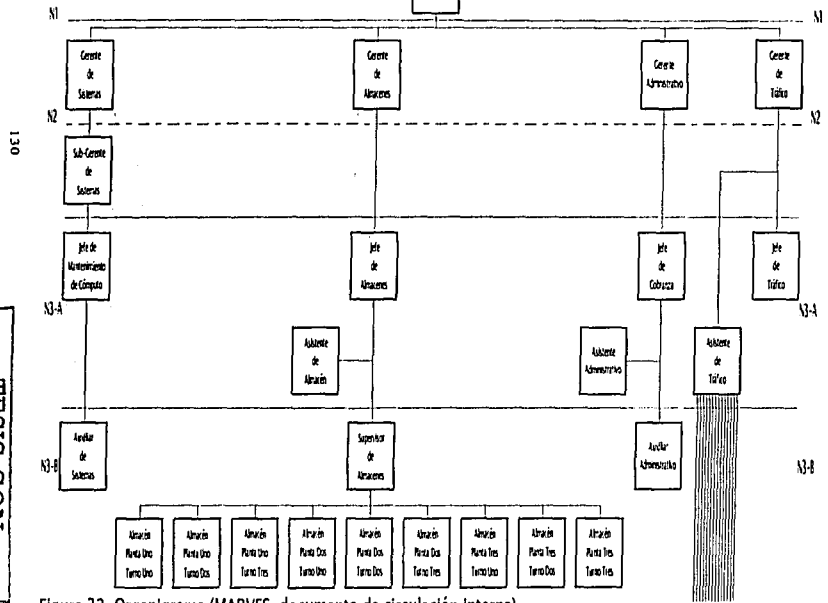 N1
N1
Gerente
de
Sistemas
Gerente
de
Almacenes
Gerente
Administrativo
Gerente
de
Tráfico
N2
N2
130
Sub-Gerente
de
Sistemas
Jefe de
Mantenimiento
de Cómputo
Jefe
de
Almacenes
Jefe
de
Cobranza
Jefe
de
Tráfico
N3-A
N3-A
Asistente
de
Almacén
Asistente
Administrativo
Asistente
de
Tráfico
Auxiliar
de
Sistemas
Supervisor
de
Almacenes
Auxiliar
Administrativo
N3-B
N3-B
Almacén
Planta Uno
Turno Uno
Almacén
Planta Uno
Turno Dos
Almacén
Planta Uno
Turno Tres
Almacén
Planta Dos
Turno Uno
Almacén
Planta Dos
Turno Dos
Almacén
Planta Dos
Turno Tres
Almacén
Planta Tres
Turno Uno
Almacén
Planta Tres
Turno Dos
Almacén
Planta Tres
Turno Tres